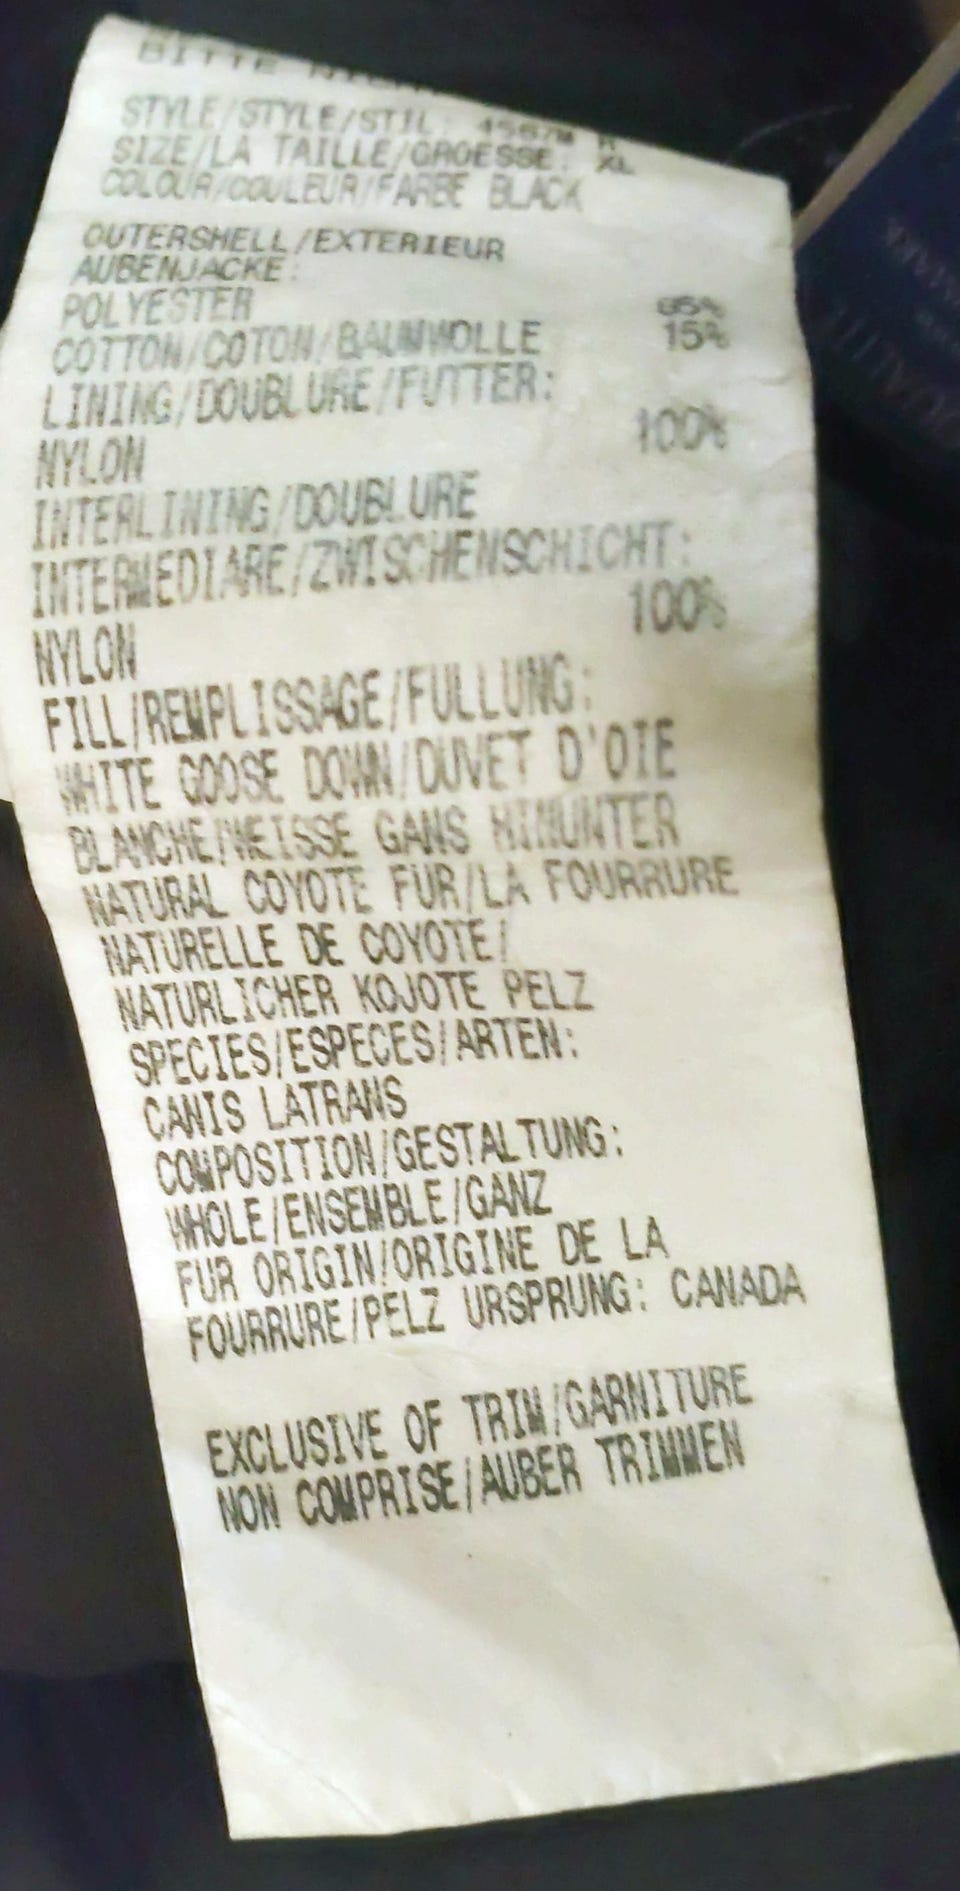 BITTE
STYLE/STYLE/STIL: 4567M R
SIZE/LA TAILLE/GROESSE: XL
COLOUR/COULEUR/FARBE BLACK
OUTERSHELL/EXTERIEUR
AUBENJACKE:
POLYESTER 85%
COTTON/COTON/BAUMWOLLE 15%
LINING/DOUBLURE/FUTTER:
NYLON 100%
INTERLINING/DOUBLURE
INTERMEDIARE/ZWISCHENSCHICHT:
NYLON 100%
FILL/REMPLISSAGE/FULLUNG:
WHITE GOOSE DOWN/DUVET D'OIE
BLANCHE/WEISSE GANS HINUNTER
NATURAL COYOTE FUR/LA FOURRURE
NATURELLE DE COYOTE/
NATURLICHER KOJOTE PELZ
SPECIES/ESPECES/ARTEN:
CANIS LATRANS
COMPOSITION/GESTALTUNG:
WHOLE/ENSEMBLE/GANZ
FUR ORIGIN/ORIGINE DE LA
FOURRURE/PELZ URSPRUNG: CANADA
EXCLUSIVE OF TRIM/GARNITURE
NON COMPRISE/AUBER TRIMMEN